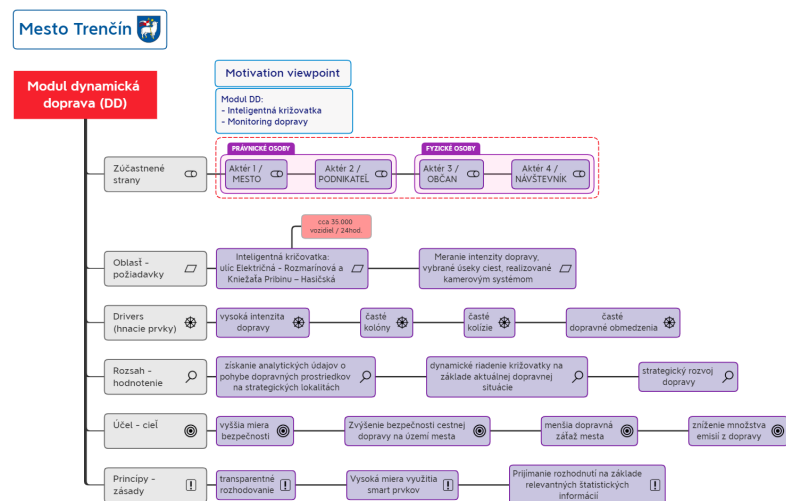 Mesto Trenčín
Modul dynamická
doprava (DD)
Motivation viewpoint
Modul DD:
- Inteligentná križovatka
- Monitoring dopravy
PRÁVNICKÉ OSOBY
FYZICKÉ OSOBY
Zúčastnené
strany
Aktér 1 /
MESTO
Aktér 2 /
PODNIKATEĽ
Aktér 3 /
OBČAN
Aktér 4 /
NÁVŠTEVNÍK
cca 35.000
vozidiel / 24hod.
Oblasť -
požiadavky
Inteligentná kričovatka:
ulíc Električná - Rozmarínová a
Kniežaťa Pribinu – Hasičská
Meranie intenzity dopravy,
vybrané úseky ciest, realizované
kamerovým systémom
Drivers
(hnacie prvky)
vysoká intenzita
dopravy
časté
kolóny
časté
kolízie
časté
dopravné obmedzenia
Rozsah -
hodnotenie
získanie analytických údajov o
pohybe dopravných prostriedkov
na strategických lokalitách
dynamické riadenie križovatky na
základe aktuálnej dopravnej
situácie
strategický rozvoj
dopravy
Účel - cieľ
vyššia miera
bezpečnosti
Zvýšenie bezpečnosti cestnej
dopravy na území mesta
menšia dopravná
záťaž mesta
zníženie množstva
emisií z dopravy
Princípy -
zásady
transparentné
rozhodovanie
Vysoká miera využitia
smart prvkov
Prijímanie rozhodnutí na základe
relevantných štatistických
informácií